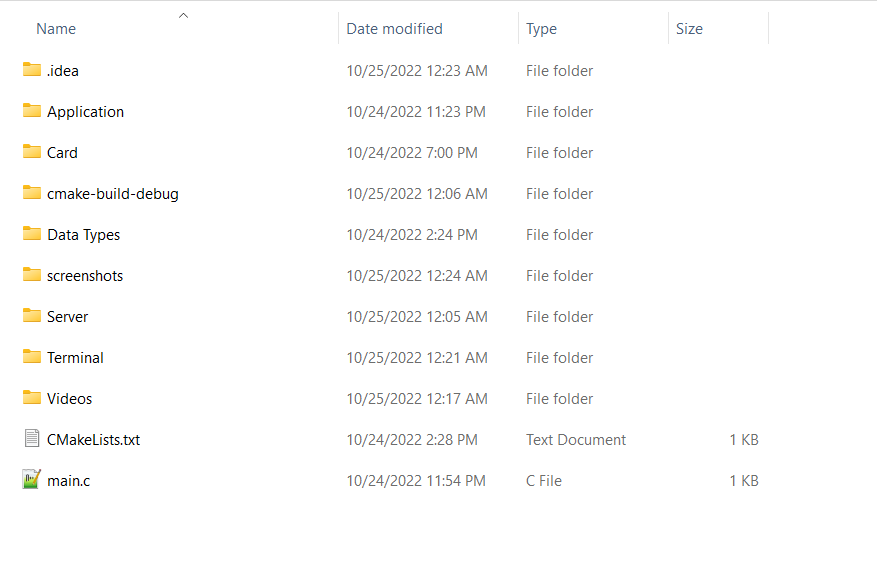 Name Date modified Type Size
.idea 10/25/2022 12:23 AM File folder
Application 10/24/2022 11:23 PM File folder
Card 10/24/2022 7:00 PM File folder
cmake-build-debug 10/25/2022 12:06 AM File folder
Data Types 10/24/2022 2:24 PM File folder
screenshots 10/25/2022 12:24 AM File folder
Server 10/25/2022 12:05 AM File folder
Terminal 10/25/2022 12:21 AM File folder
Videos 10/25/2022 12:17 AM File folder
CMakeLists.txt 10/24/2022 2:28 PM Text Document 1 KB
main.c 10/24/2022 11:54 PM C File 1 KB